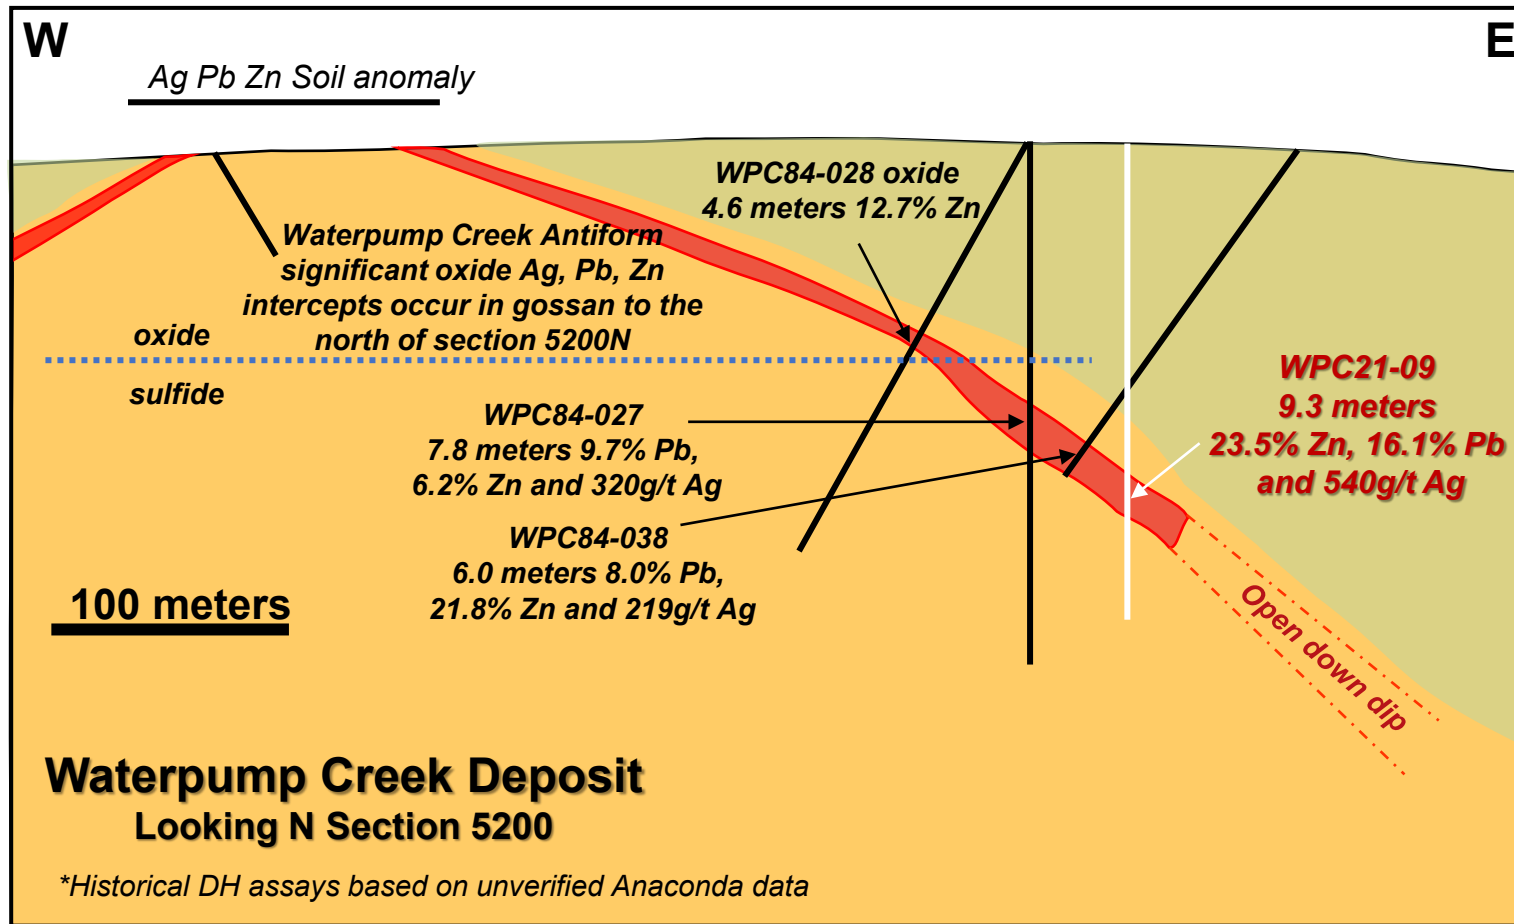 W
E
Ag Pb Zn Soil anomaly
WPC84-028 oxide
4.6 meters 12.7% Zn
Waterpump Creek Antiform
significant oxide Ag, Pb, Zn
intercepts occur in gossan to the
north of section 5200N
oxide
sulfide
WPC21-09
9.3 meters
23.5% Zn, 16.1% Pb
and 540g/t Ag
WPC84-027
7.8 meters 9.7% Pb,
6.2% Zn and 320g/t Ag
WPC84-038
6.0 meters 8.0% Pb,
21.8% Zn and 219g/t Ag
100 meters
Open down dip
Waterpump Creek Deposit
Looking N Section 5200
*Historical DH assays based on unverified Anaconda data